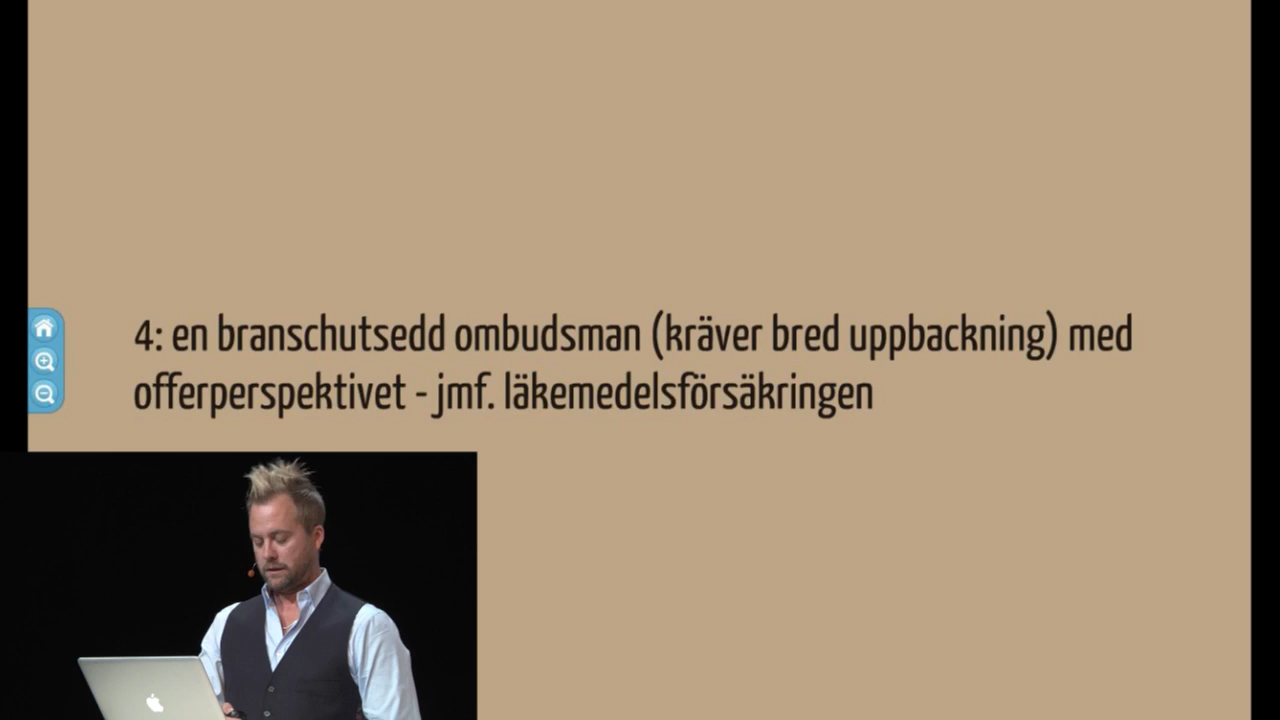 4: en branschutsedd ombudsman (kräver bred uppbackning) med
offerperspektivet - jmf. läkemedelsförsäkringen